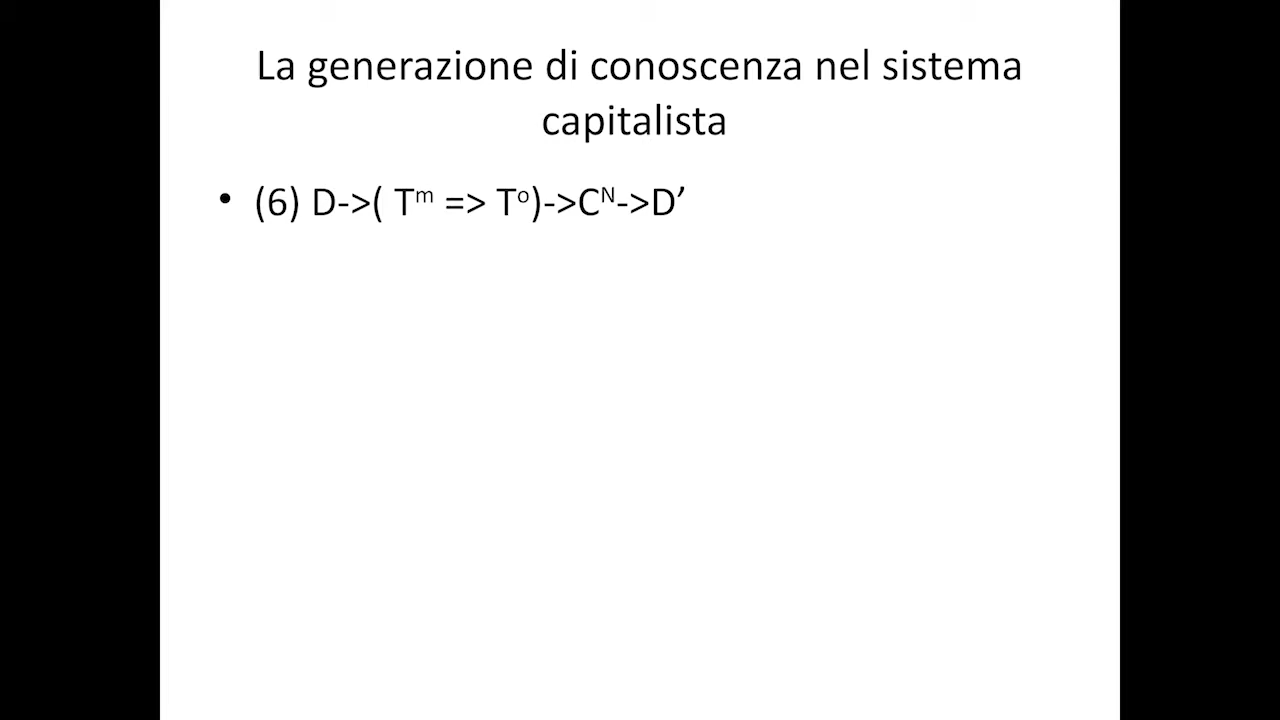 La generazione di conoscenza nel sistema
capitalista
• (6) D->( Tᵐ => Tᵒ)->Cᴺ->D’